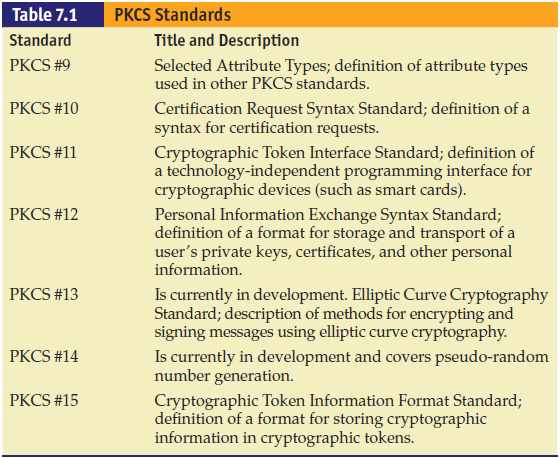 Table 7.1 PKCS Standards
Standard Title and Description
PKCS #9 Selected Attribute Types; definition of attribute types
used in other PKCS standards.
PKCS #10 Certification Request Syntax Standard; definition of a
syntax for certification requests.
PKCS #11 Cryptographic Token Interface Standard; definition of
a technology-independent programming interface for
cryptographic devices (such as smart cards).
PKCS #12 Personal Information Exchange Syntax Standard;
definition of a format for storage and transport of a
user's private keys, certificates, and other personal
information.
PKCS #13 Is currently in development. Elliptic Curve Cryptography
Standard; description of methods for encrypting and
signing messages using elliptic curve cryptography.
PKCS #14 Is currently in development and covers pseudo-random
number generation.
PKCS #15 Cryptographic Token Information Format Standard;
definition of a format for storing cryptographic
information in cryptographic tokens.